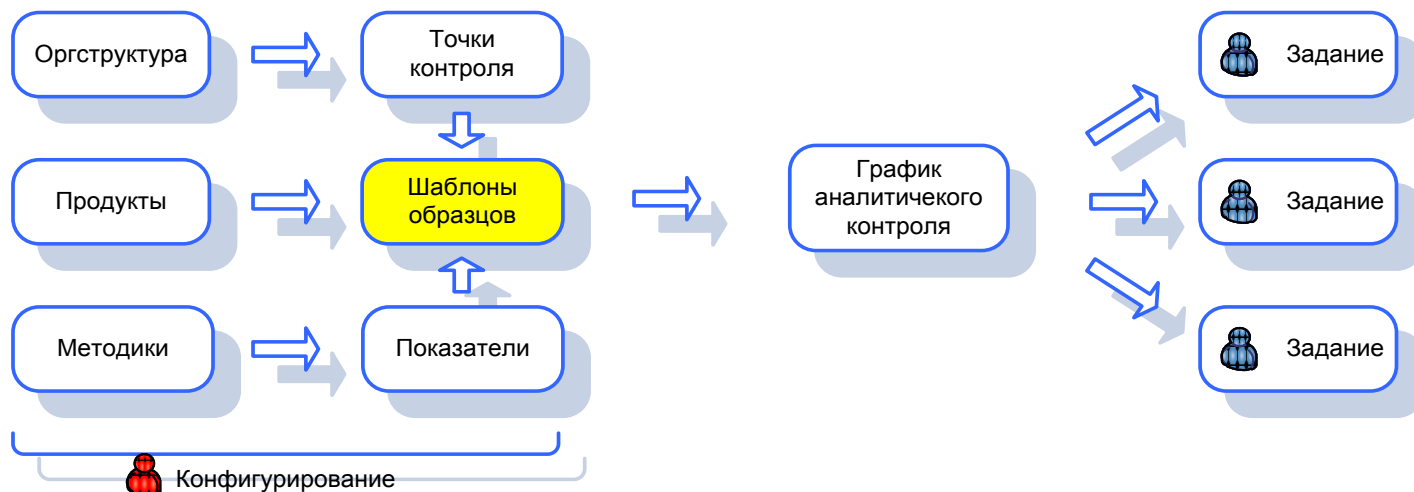 Оргструктура
Точки
контроля
Задание
Продукты
Шаблоны
образцов
График
аналитичекого
контроля
Задание
Методики
Показатели
Задание
Конфигурирование